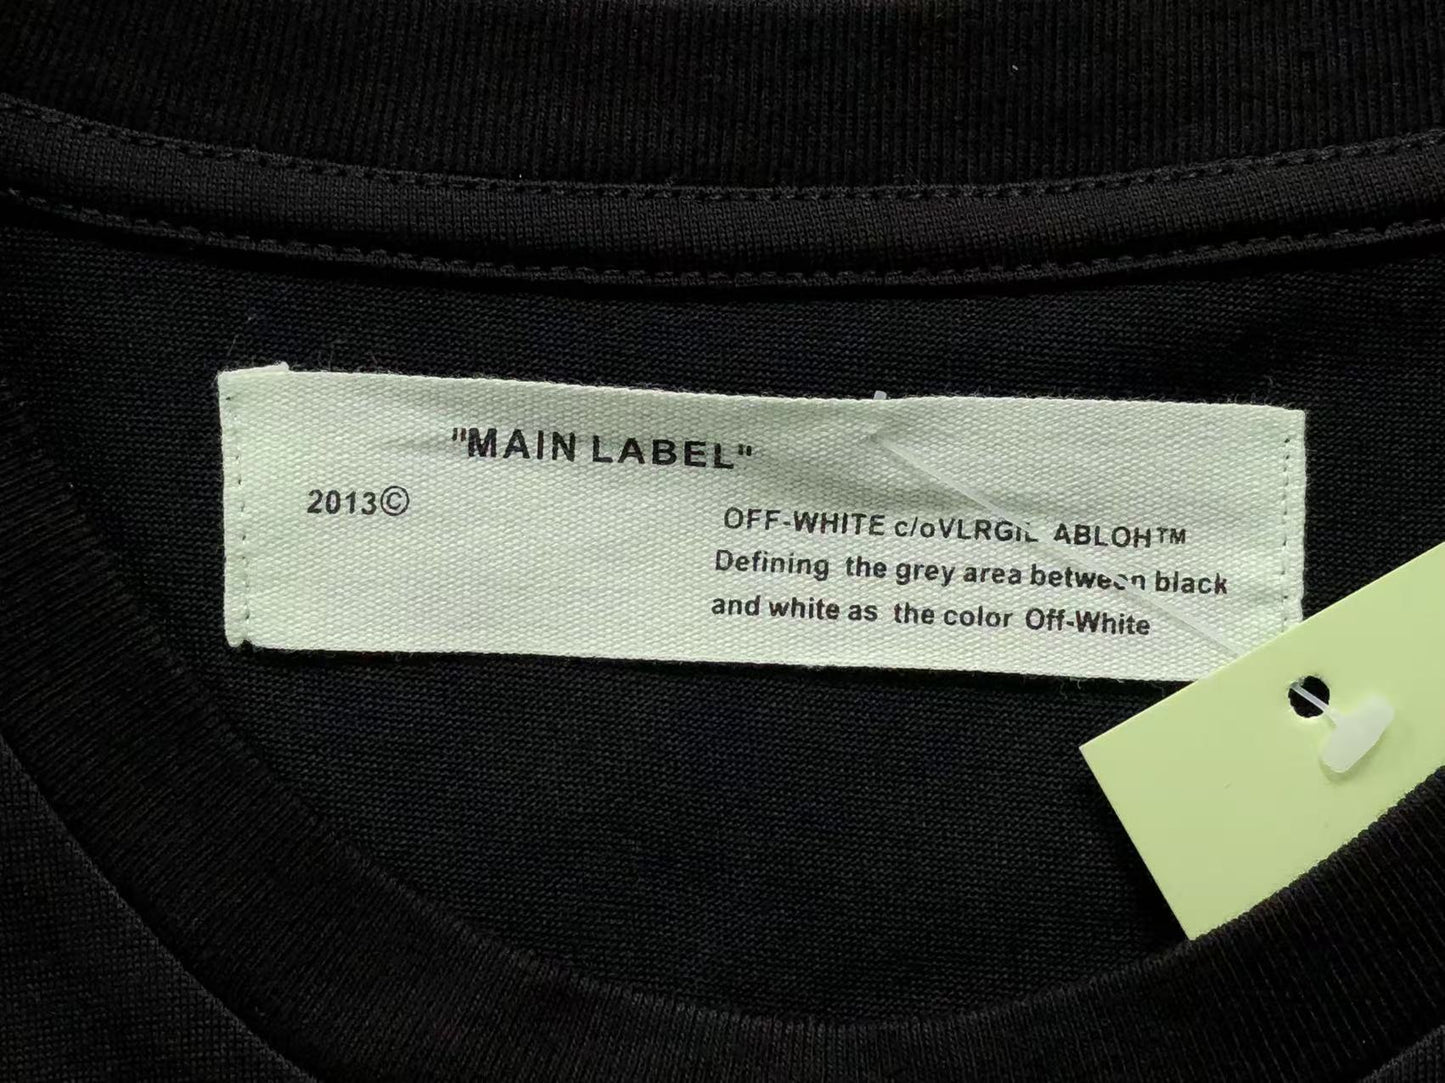 "MAIN LABEL"
2013©
OFF-WHITE c/oVLRGIL ABLOH™
Defining the grey area between black
and white as the color Off-White